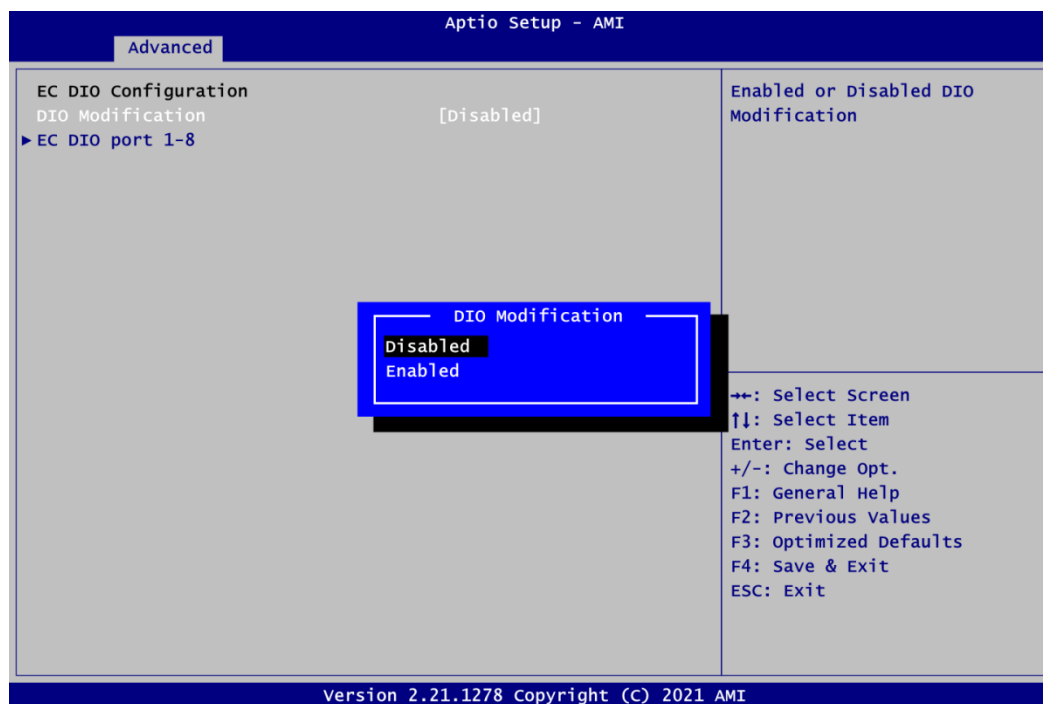 Aptio Setup – AMI
Advanced
EC DIO Configuration
DIO Modification [Disabled]
►EC DIO port 1-8
Enabled or Disabled DIO
Modification
DIO Modification
Disabled
Enabled
→←: Select Screen
↑↓: Select Item
Enter: Select
+/-: Change Opt.
F1: General Help
F2: Previous Values
F3: Optimized Defaults
F4: Save & Exit
ESC: Exit
Version 2.21.1278 Copyright (C) 2021 AMI